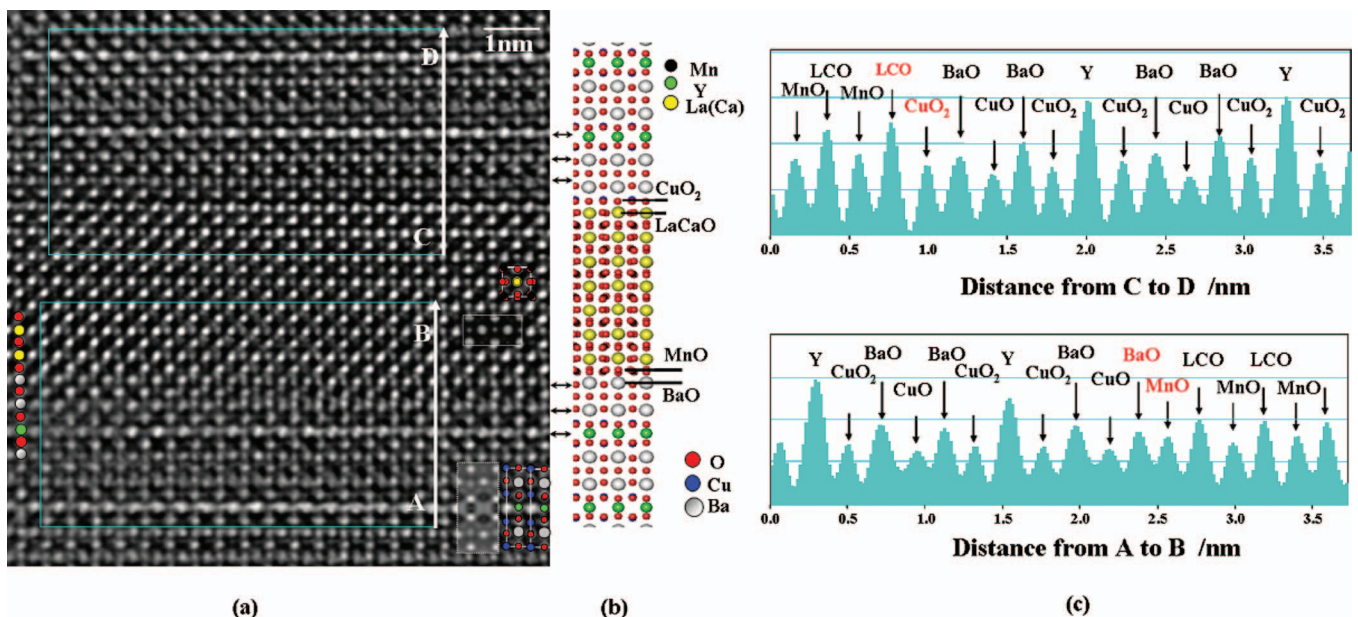 D
1nm
C
B
A
(a)
Mn
Y
La(Ca)
CuO₂
LaCaO
MnO
BaO
O
Cu
Ba
(b)
LCO LCO BaO BaO Y BaO BaO Y
MnO MnO CuO₂ CuO CuO₂ CuO₂ CuO CuO₂ CuO₂
0.0 0.5 1.0 1.5 2.0 2.5 3.0 3.5
Distance from C to D /nm
Y BaO BaO Y BaO BaO LCO LCO
CuO₂ CuO CuO₂ CuO₂ CuO MnO MnO MnO
0.0 0.5 1.0 1.5 2.0 2.5 3.0 3.5
Distance from A to B /nm
(c)